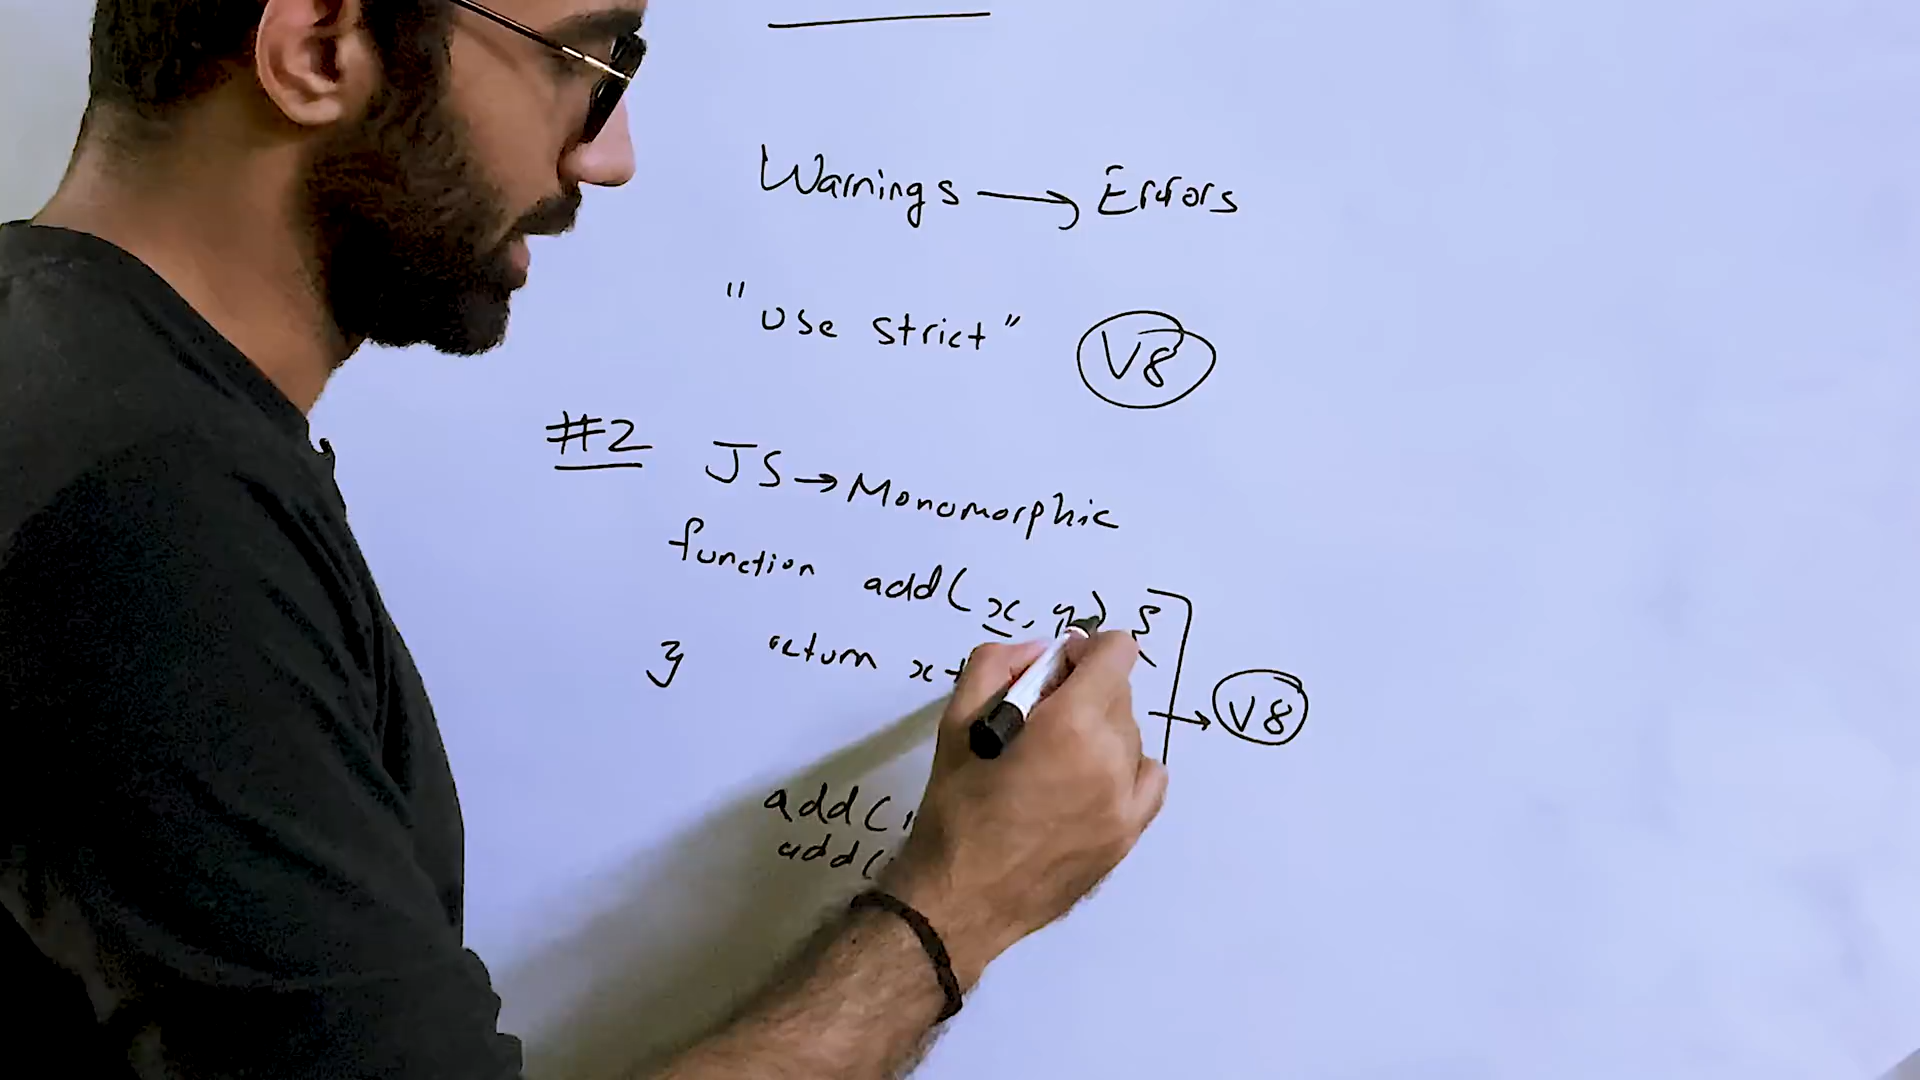 Warnings → Errors
"use strict" V8
#2 JS → Monomorphic
function add(x, y) {
return x+
}
→ V8
add(
add(